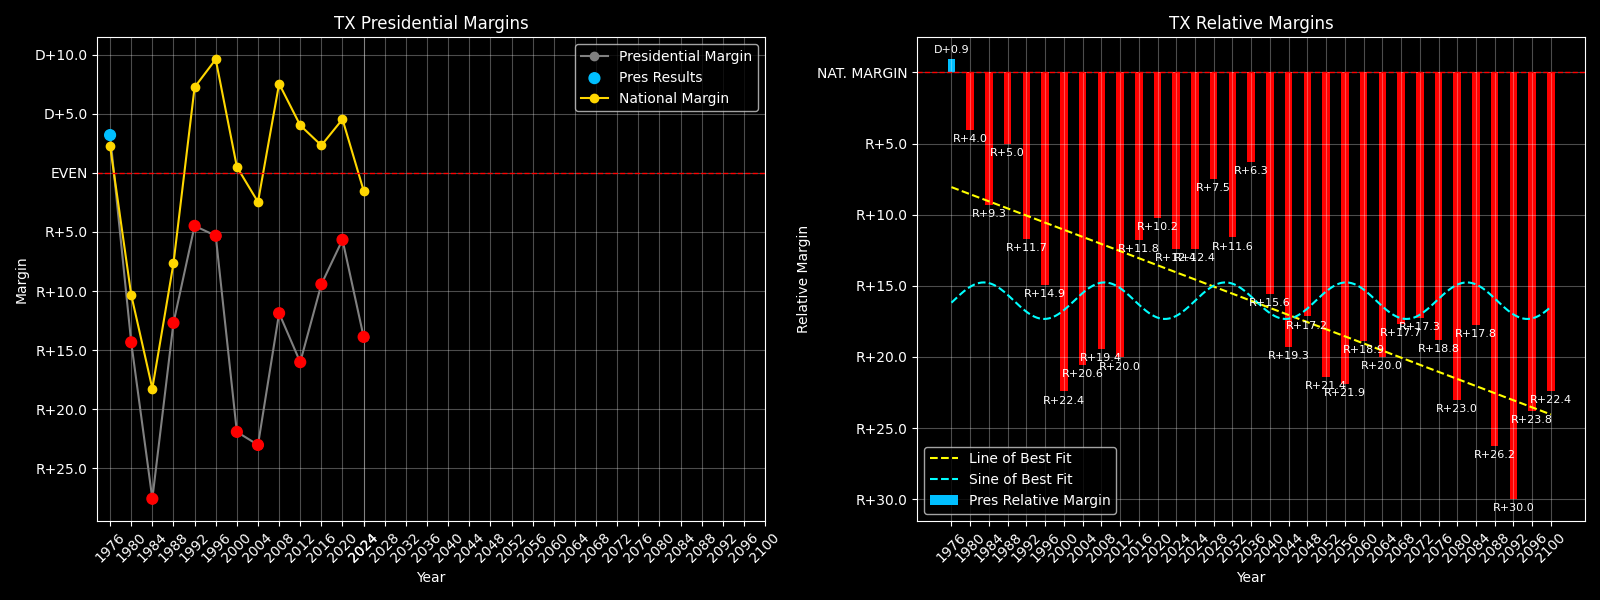 TX Presidential Margins
Margin
D+10.0
D+5.0
EVEN
R+5.0
R+10.0
R+15.0
R+20.0
R+25.0
Presidential Margin
Pres Results
National Margin
1976
1980
1984
1988
1992
1996
2000
2004
2008
2012
2016
2020
2024
2024
2028
2032
2036
2040
2044
2048
2052
2056
2060
2064
2068
2072
2076
2080
2084
2088
2092
2096
2100
Year
TX Relative Margins
Relative Margin
NAT. MARGIN
R+5.0
R+10.0
R+15.0
R+20.0
R+25.0
R+30.0
D+0.9
R+4.0
R+9.3
R+5.0
R+11.7
R+14.9
R+22.4
R+20.6
R+19.4
R+20.0
R+11.8
R+10.2
R+12.4
R+12.4
R+7.5
R+11.6
R+6.3
R+15.6
R+19.3
R+17.2
R+21.4
R+21.9
R+18.9
R+20.0
R+17.7
R+17.3
R+18.8
R+23.0
R+17.8
R+26.2
R+30.0
R+23.8
R+22.4
Line of Best Fit
Sine of Best Fit
Pres Relative Margin
1976
1980
1984
1988
1992
1996
2000
2004
2008
2012
2016
2020
2024
2024
2028
2032
2036
2040
2044
2048
2052
2056
2060
2064
2068
2072
2076
2080
2084
2088
2092
2096
2100
Year